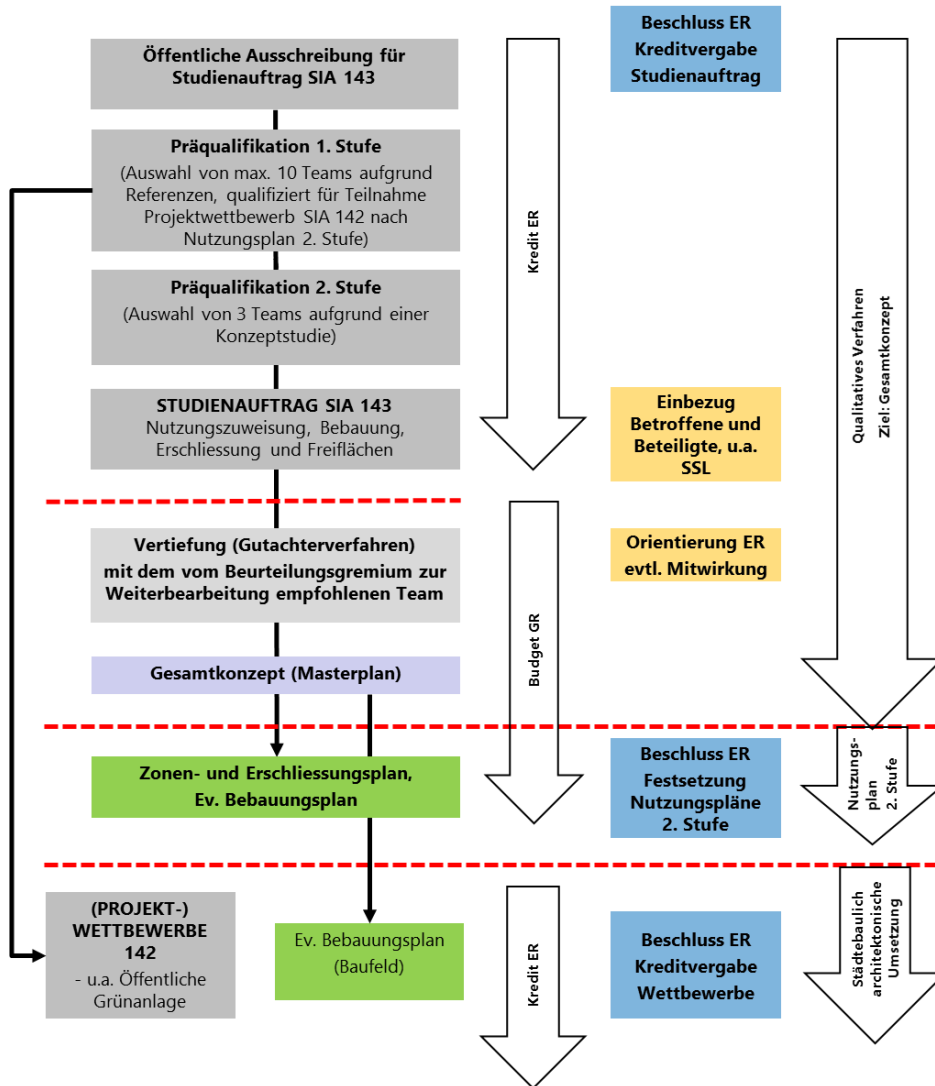 Öffentliche Ausschreibung für
Studienauftrag SIA 143
Präqualifikation 1. Stufe
(Auswahl von max. 10 Teams aufgrund
Referenzen, qualifiziert für Teilnahme
Projektwettbewerb SIA 142 nach
Nutzungsplan 2. Stufe)
Präqualifikation 2. Stufe
(Auswahl von 3 Teams aufgrund einer
Konzeptstudie)
STUDIENAUFTRAG SIA 143
Nutzungszuweisung, Bebauung,
Erschliessung und Freiflächen
Vertiefung (Gutachterverfahren)
mit dem vom Beurteilungsgremium zur
Weiterbearbeitung empfohlenen Team
Gesamtkonzept (Masterplan)
Zonen- und Erschliessungsplan,
Ev. Bebauungsplan
(PROJEKT-)
WETTBEWERBE
142
- u.a. Öffentliche
Grünanlage
Ev. Bebauungsplan
(Baufeld)
Kredit ER
Budget GR
Kredit ER
Beschluss ER
Kreditvergabe
Studienauftrag
Einbezug
Betroffene und
Beteiligte, u.a.
SSL
Orientierung ER
evtl. Mitwirkung
Beschluss ER
Festsetzung
Nutzungspläne
2. Stufe
Beschluss ER
Kreditvergabe
Wettbewerbe
Qualitatives Verfahren
Ziel: Gesamtkonzept
Nutzungs-
plan
2. Stufe
Städtebaulich
architektonische
Umsetzung